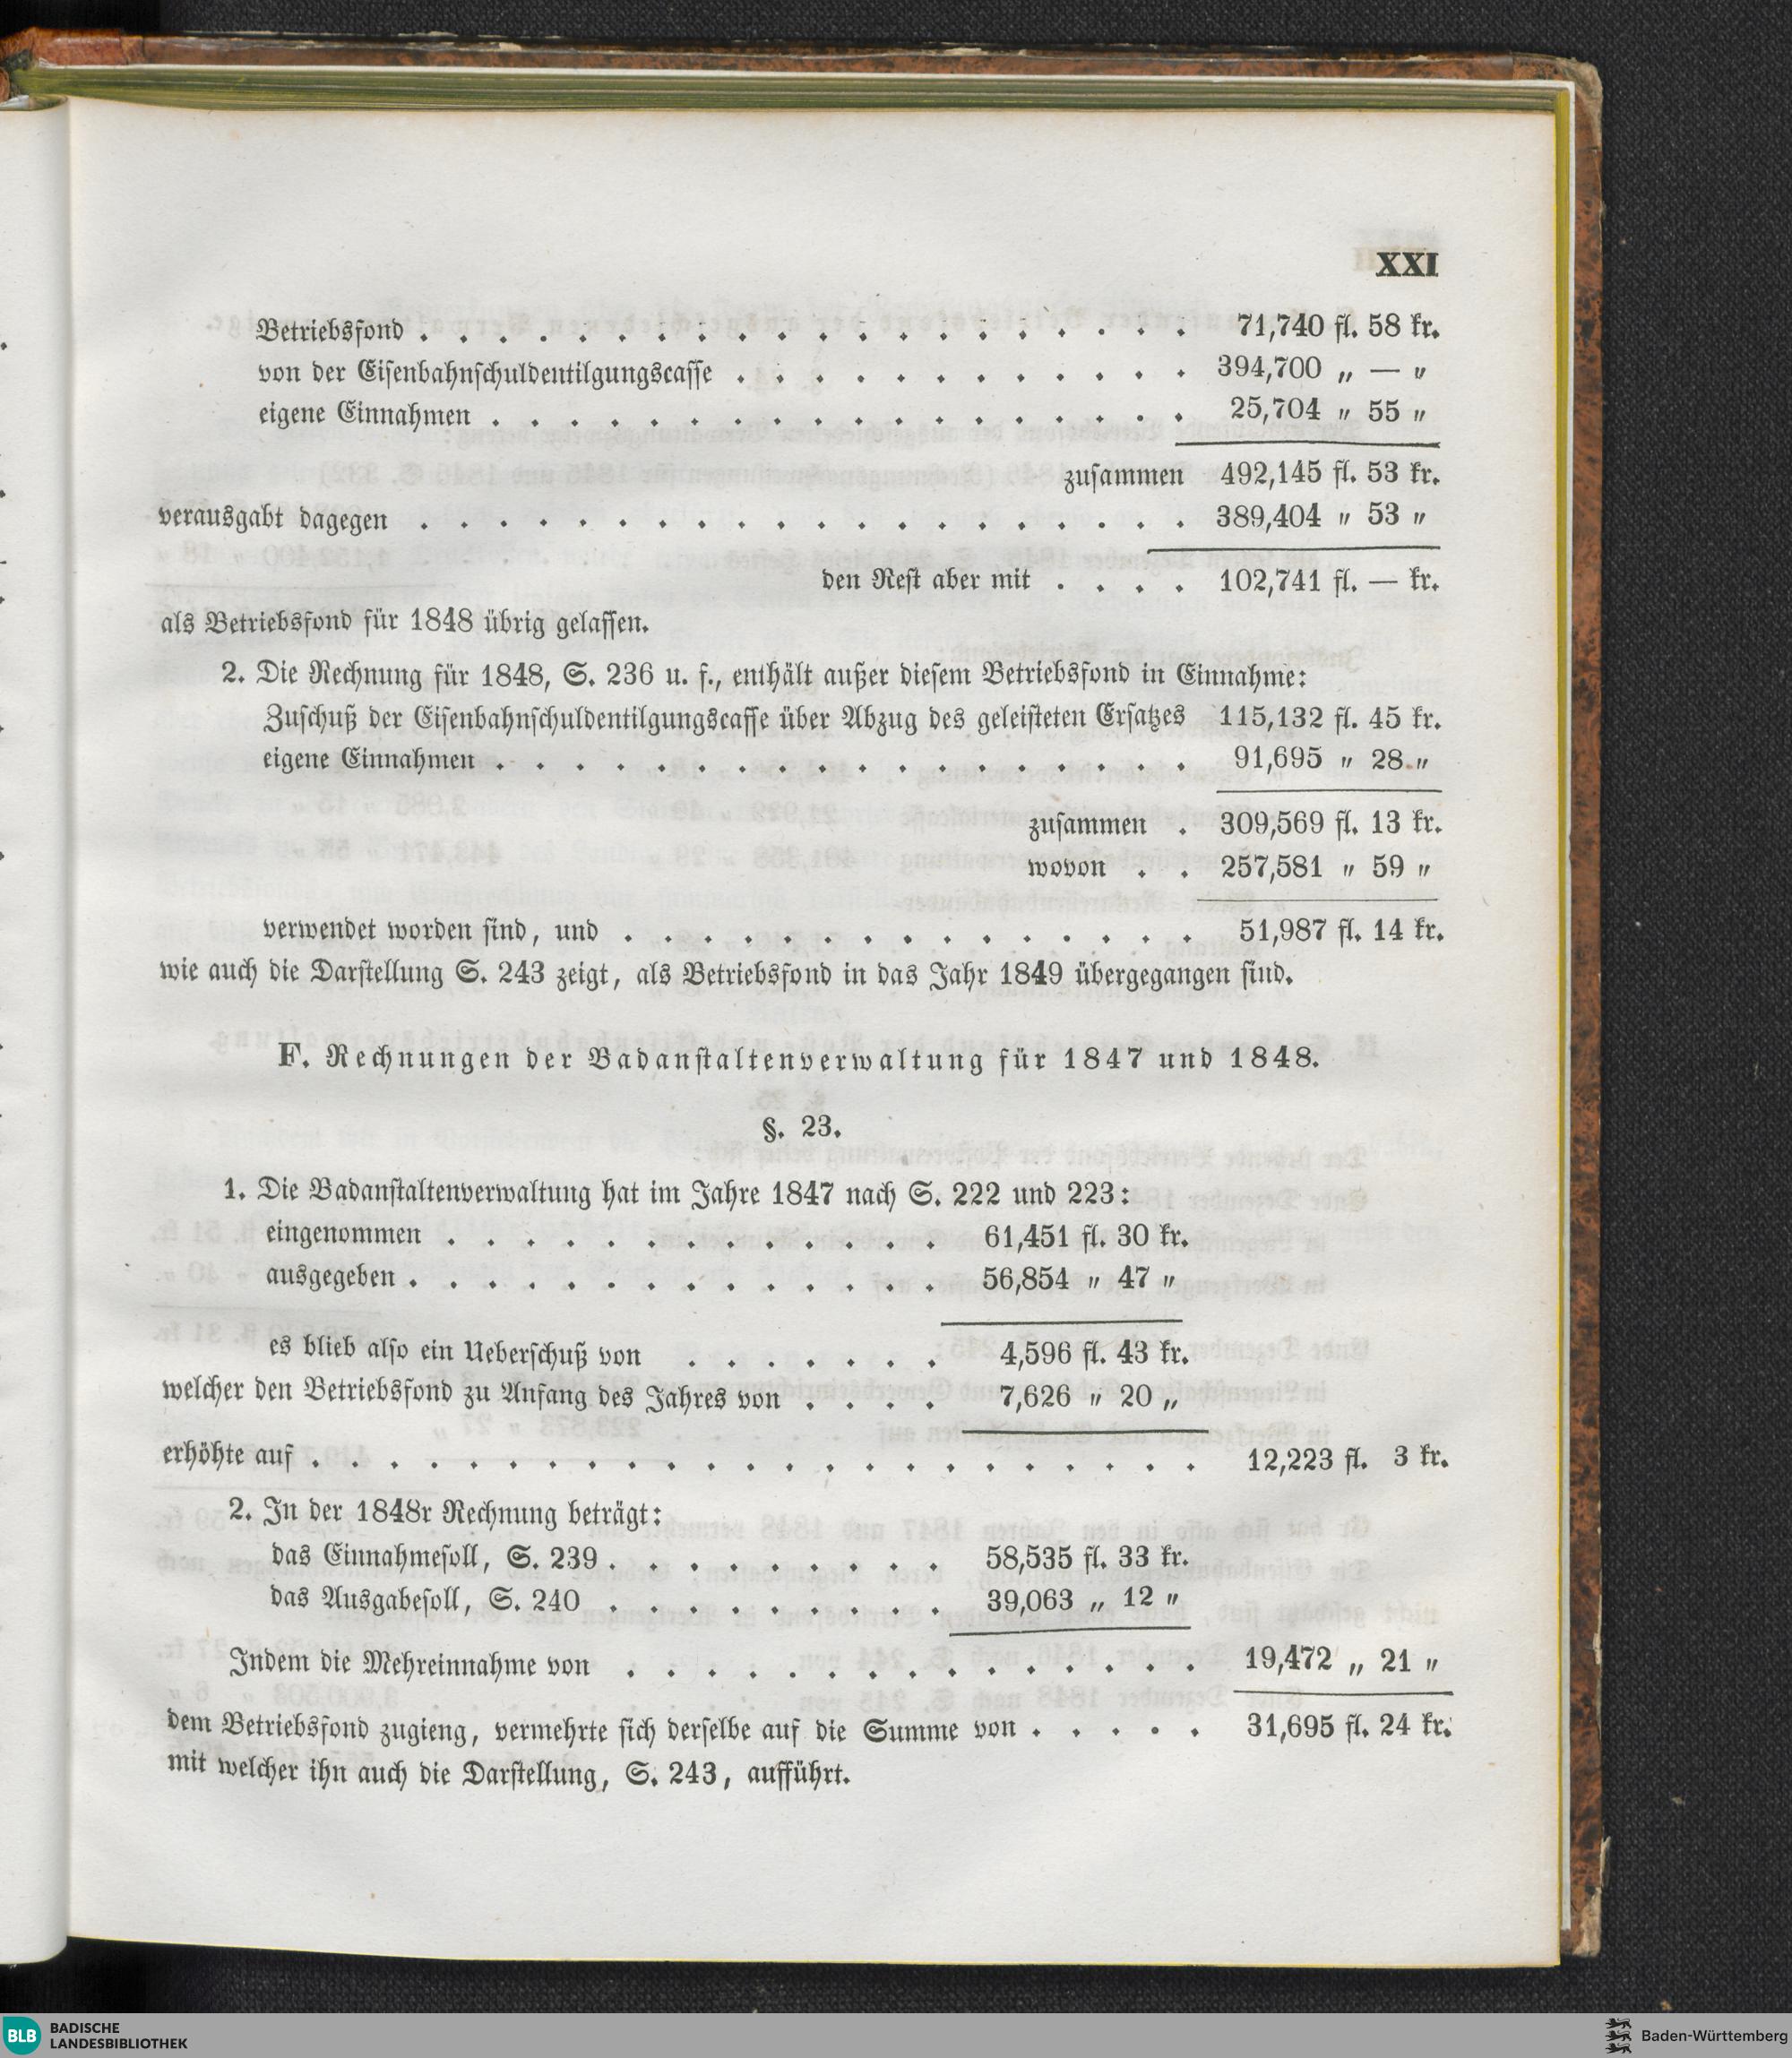 XXI
Betriebsfond . . . . . . . . . . . . . . . . . . . . 71,740 fl. 58 kr.
von der Eisenbahnschuldentilgungscasse . . . . . . . . . . . . 394,700 „ — „
eigene Einnahmen . . . . . . . . . . . . . . . . . . 25,704 „ 55 „
zusammen 492,145 fl. 53 kr.
verausgabt dagegen . . . . . . . . . . . . . . . . . . . . 389,404 „ 53 „
den Rest aber mit . . . . 102,741 fl. — kr.
als Betriebsfond für 1848 übrig gelassen.
2. Die Rechnung für 1848, S. 236 u. f., enthält außer diesem Betriebsfond in Einnahme:
Zuschuß der Eisenbahnschuldentilgungscasse über Abzug des geleisteten Ersatzes 115,132 fl. 45 kr.
eigene Einnahmen . . . . . . . . . . . . . . . . . . 91,695 „ 28 „
zusammen . 309,569 fl. 13 kr.
wovon . . 257,581 „ 59 „
verwendet worden sind, und . . . . . . . . . . . . . . . 51,987 fl. 14 kr.
wie auch die Darstellung S. 243 zeigt, als Betriebsfond in das Jahr 1849 übergegangen sind.
F. Rechnungen der Badanstaltenverwaltung für 1847 und 1848.
§. 23.
1. Die Badanstaltenverwaltung hat im Jahre 1847 nach S. 222 und 223:
eingenommen . . . . . . . . . . . . . 61,451 fl. 30 kr.
ausgegeben . . . . . . . . . . . . . . 56,854 „ 47 „
es blieb also ein Ueberschuß von . . . . . . . 4,596 fl. 43 kr.
welcher den Betriebsfond zu Anfang des Jahres von . . . . 7,626 „ 20 „
erhöhte auf . . . . . . . . . . . . . . . . . . . . . . . 12,223 fl. 3 kr.
2. In der 1848r Rechnung beträgt:
das Einnahmesoll, S. 239 . . . . . . . . . 58,535 fl. 33 kr.
das Ausgabesoll, S. 240 . . . . . . . . . 39,063 „ 12 „
Indem die Mehreinnahme von . . . . . . . . . . . . . . . 19,472 „ 21 „
dem Betriebsfond zugieng, vermehrte sich derselbe auf die Summe von . . . . . 31,695 fl. 24 kr.
mit welcher ihn auch die Darstellung, S. 243, aufführt.
BLB BADISCHE
LANDESBIBLIOTHEK
Baden-Württemberg